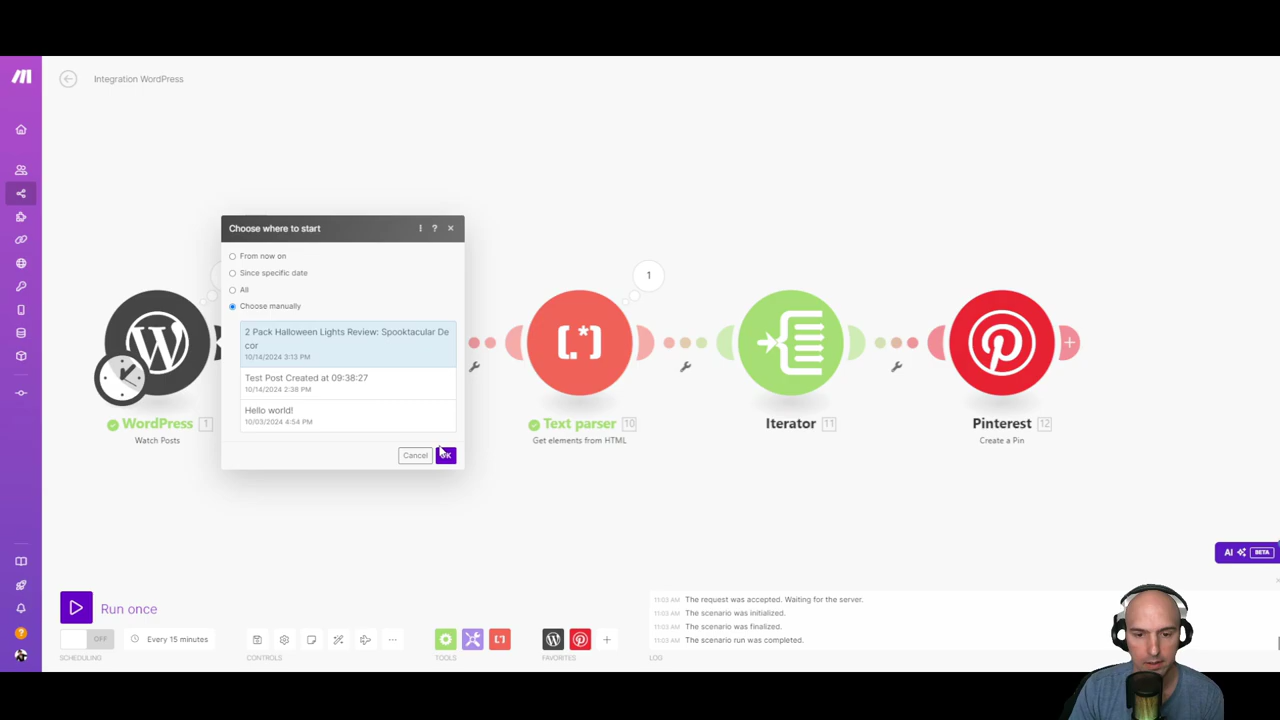 Integration WordPress
Choose where to start
?
From now on
Since specific date
All
Choose manually
2 Pack Halloween Lights Review: Spooktacular De
cor
10/14/2024 3:13 PM
Test Post Created at 09:38:27
10/14/2024 2:38 PM
Hello world!
10/03/2024 4:54 PM
Cancel
1
[.*]
WordPress 1
Watch Posts
Text parser 10
Get elements from HTML
Iterator 11
Pinterest 12
Create a Pin
AI BETA
Run once
OFF
Every 15 minutes
SCHEDULING
CONTROLS
TOOLS
FAVORITES
LOG
11:03 AM The request was accepted. Waiting for the server.
11:03 AM The scenario was initialized.
11:03 AM The scenario was finalized.
11:03 AM The scenario run was completed.